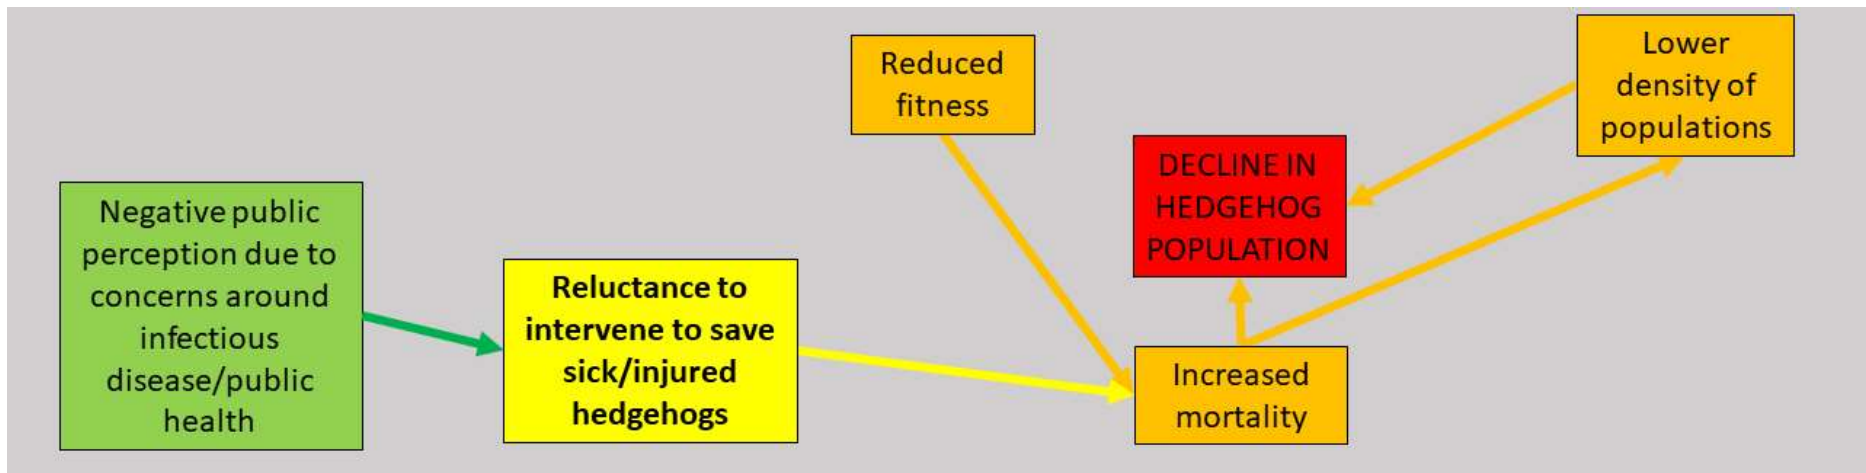 Negative public
perception due to
concerns around
infectious
disease/public
health
Reluctance to
intervene to save
sick/injured
hedgehogs
Reduced
fitness
DECLINE IN
HEDGEHOG
POPULATION
Increased
mortality
Lower
density of
populations